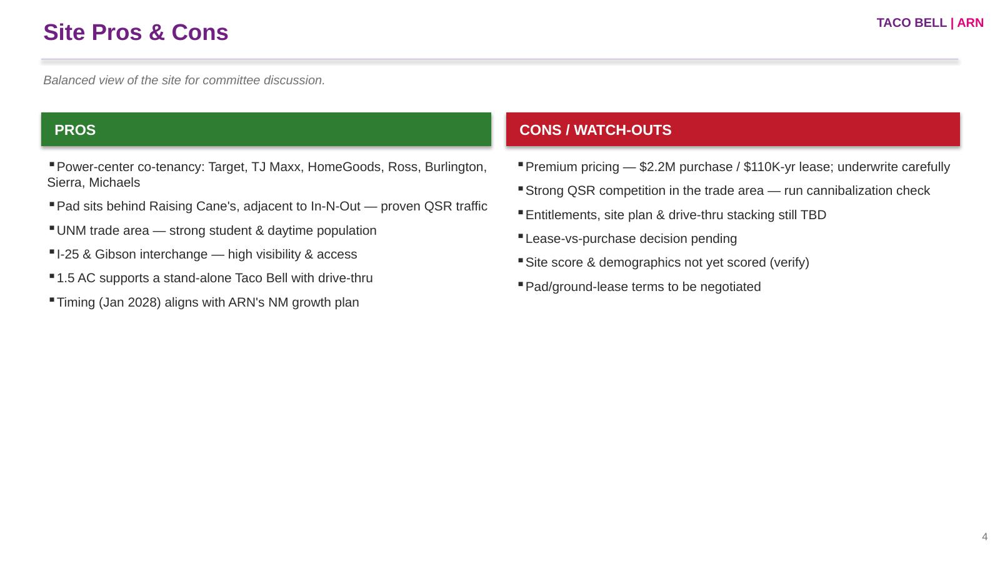 Site Pros & Cons
TACO BELL | ARN
Balanced view of the site for committee discussion.
PROS
▪Power-center co-tenancy: Target, TJ Maxx, HomeGoods, Ross, Burlington,
Sierra, Michaels
▪Pad sits behind Raising Cane's, adjacent to In-N-Out — proven QSR traffic
▪UNM trade area — strong student & daytime population
▪I-25 & Gibson interchange — high visibility & access
▪1.5 AC supports a stand-alone Taco Bell with drive-thru
▪Timing (Jan 2028) aligns with ARN's NM growth plan
CONS / WATCH-OUTS
▪Premium pricing — $2.2M purchase / $110K-yr lease; underwrite carefully
▪Strong QSR competition in the trade area — run cannibalization check
▪Entitlements, site plan & drive-thru stacking still TBD
▪Lease-vs-purchase decision pending
▪Site score & demographics not yet scored (verify)
▪Pad/ground-lease terms to be negotiated
4